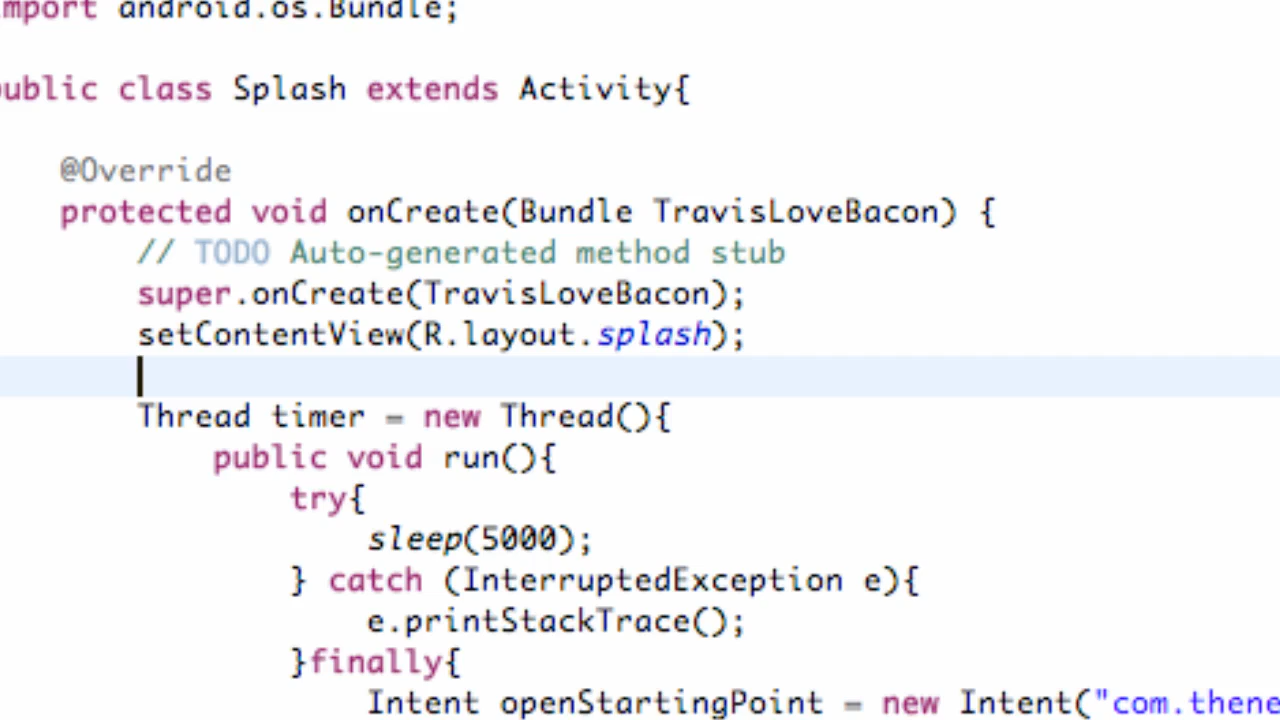 import android.os.Bundle;
public class Splash extends Activity{
@Override
protected void onCreate(Bundle TravisLoveBacon) {
// TODO Auto-generated method stub
super.onCreate(TravisLoveBacon);
setContentView(R.layout.splash);
Thread timer = new Thread(){
public void run(){
try{
sleep(5000);
} catch (InterruptedException e){
e.printStackTrace();
}finally{
Intent openStartingPoint = new Intent("com.thene